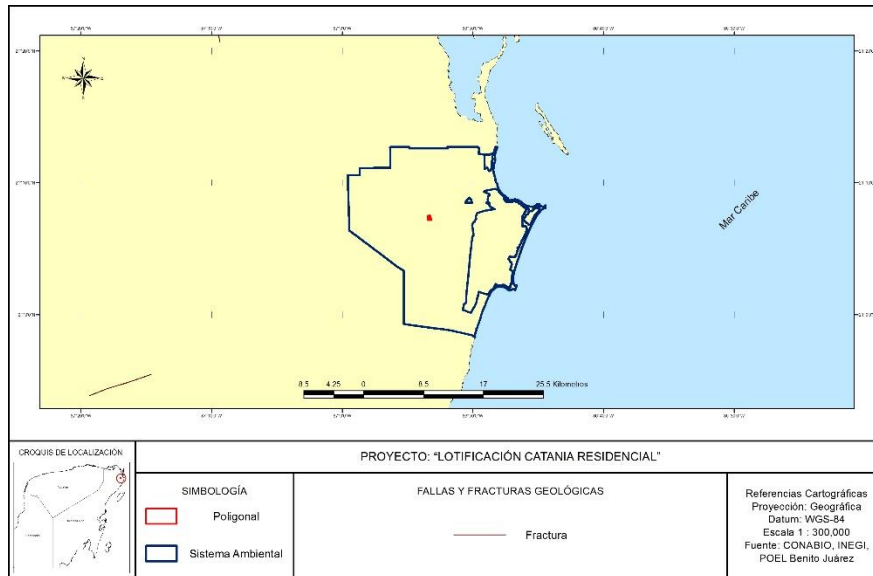 Mar Caribe
8.5 4.25 0 8.5 17 25.5 Kilometros
CROQUIS DE LOCALIZACIÓN
PROYECTO: "LOTIFICACIÓN CATANIA RESIDENCIAL"
SIMBOLOGÍA
Poligonal
Sistema Ambiental
FALLAS Y FRACTURAS GEOLÓGICAS
Fractura
Referencias Cartográficas
Proyección: Geográfica
Datum: WGS-84
Escala 1 : 300,000
Fuente: CONABIO, INEGI,
POEL Benito Juárez